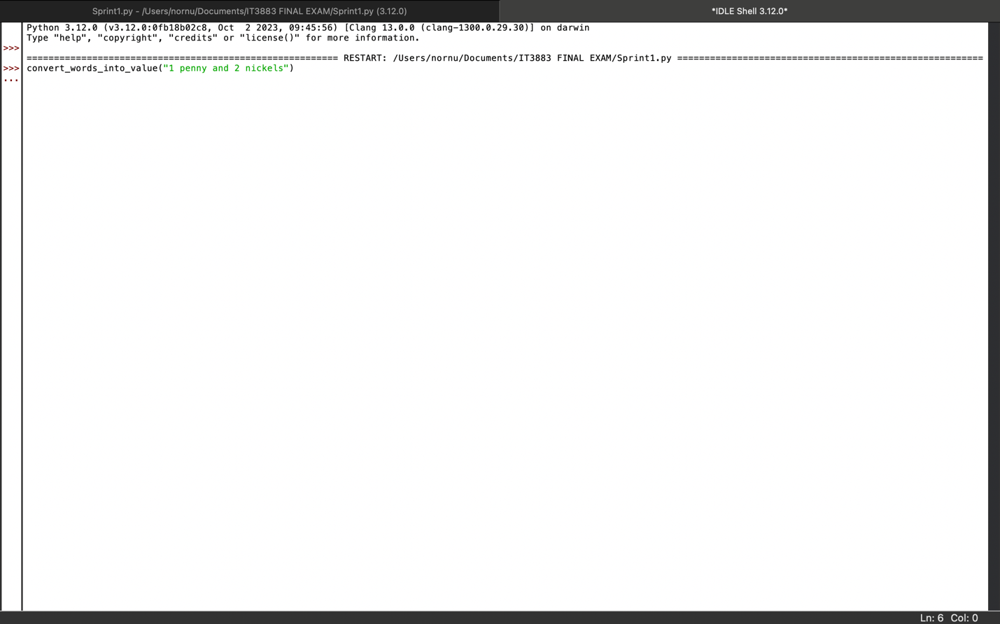 Sprint1.py - /Users/nornu/Documents/IT3883 FINAL EXAM/Sprint1.py (3.12.0)
*IDLE Shell 3.12.0*
Python 3.12.0 (v3.12.0:0fb18b02c8, Oct  2 2023, 09:45:56) [Clang 13.0.0 (clang-1300.0.29.30)] on darwin
Type "help", "copyright", "credits" or "license()" for more information.
>>>
========================================================= RESTART: /Users/nornu/Documents/IT3883 FINAL EXAM/Sprint1.py ========================================================
>>> convert_words_into_value("1 penny and 2 nickels")
...
Ln: 6 Col: 0